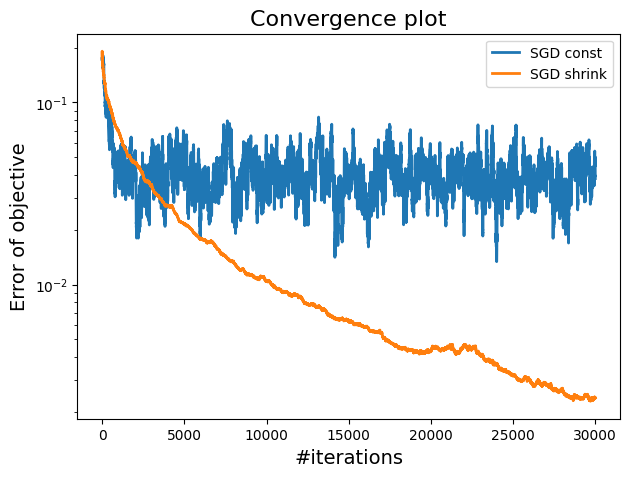 Convergence plot
SGD const
SGD shrink
Error of objective
10⁻¹
10⁻²
0 5000 10000 15000 20000 25000 30000
#iterations